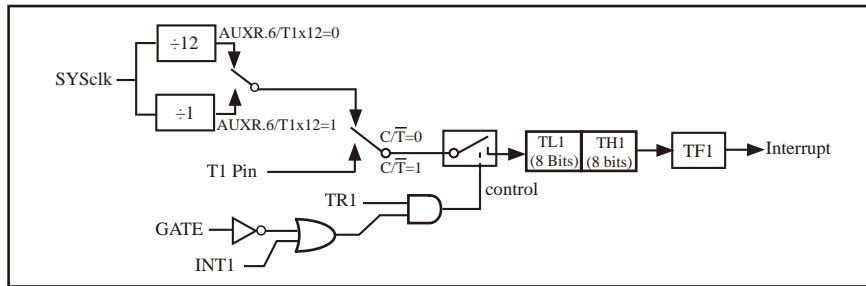 ÷12
AUXR.6/T1x12=0
SYSclk
÷1
AUXR.6/T1x12=1
C/T̅=0
C/T̅=1
T1 Pin
TL1
(8 Bits)
TH1
(8 bits)
TF1
Interrupt
control
TR1
GATE
INT1